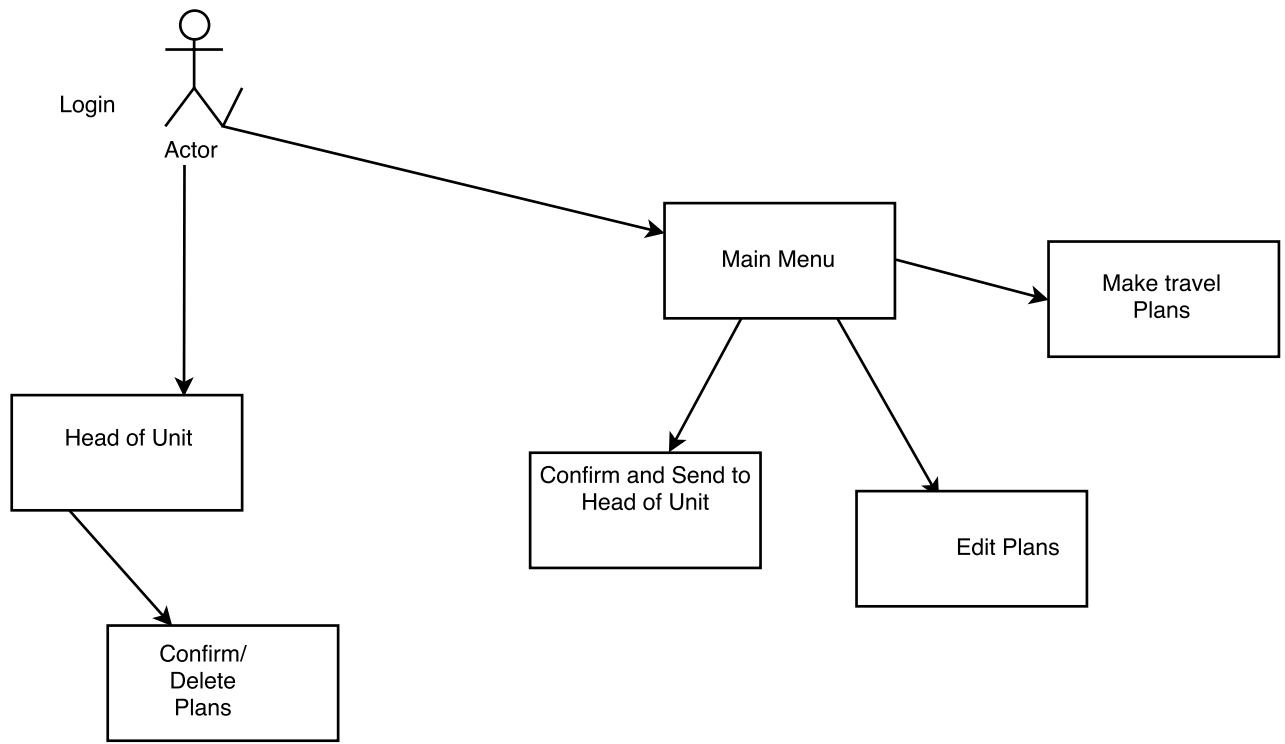 Login
Actor
Main Menu
Make travel
Plans
Head of Unit
Confirm and Send to
Head of Unit
Edit Plans
Confirm/
Delete
Plans